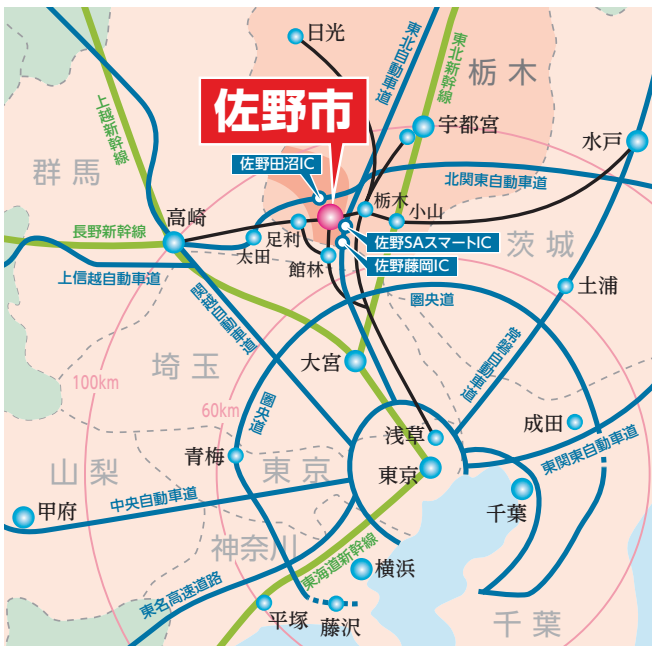 日光
東北自動車道
東北新幹線
栃木
佐野市
宇都宮
水戸
上越新幹線
群馬
佐野田沼IC
北関東自動車道
栃木
小山
高崎
長野新幹線
足利
太田
館林
佐野SAスマートIC
佐野藤岡IC
茨城
上信越自動車道
関越自動車道
圏央道
土浦
常磐自動車道
埼玉
大宮
100km
60km
圏央道
浅草
成田
東関東自動車道
青梅
東京
東京
山梨
甲府
中央自動車道
千葉
神奈川
東海道新幹線
横浜
東名高速道路
平塚
藤沢
千葉